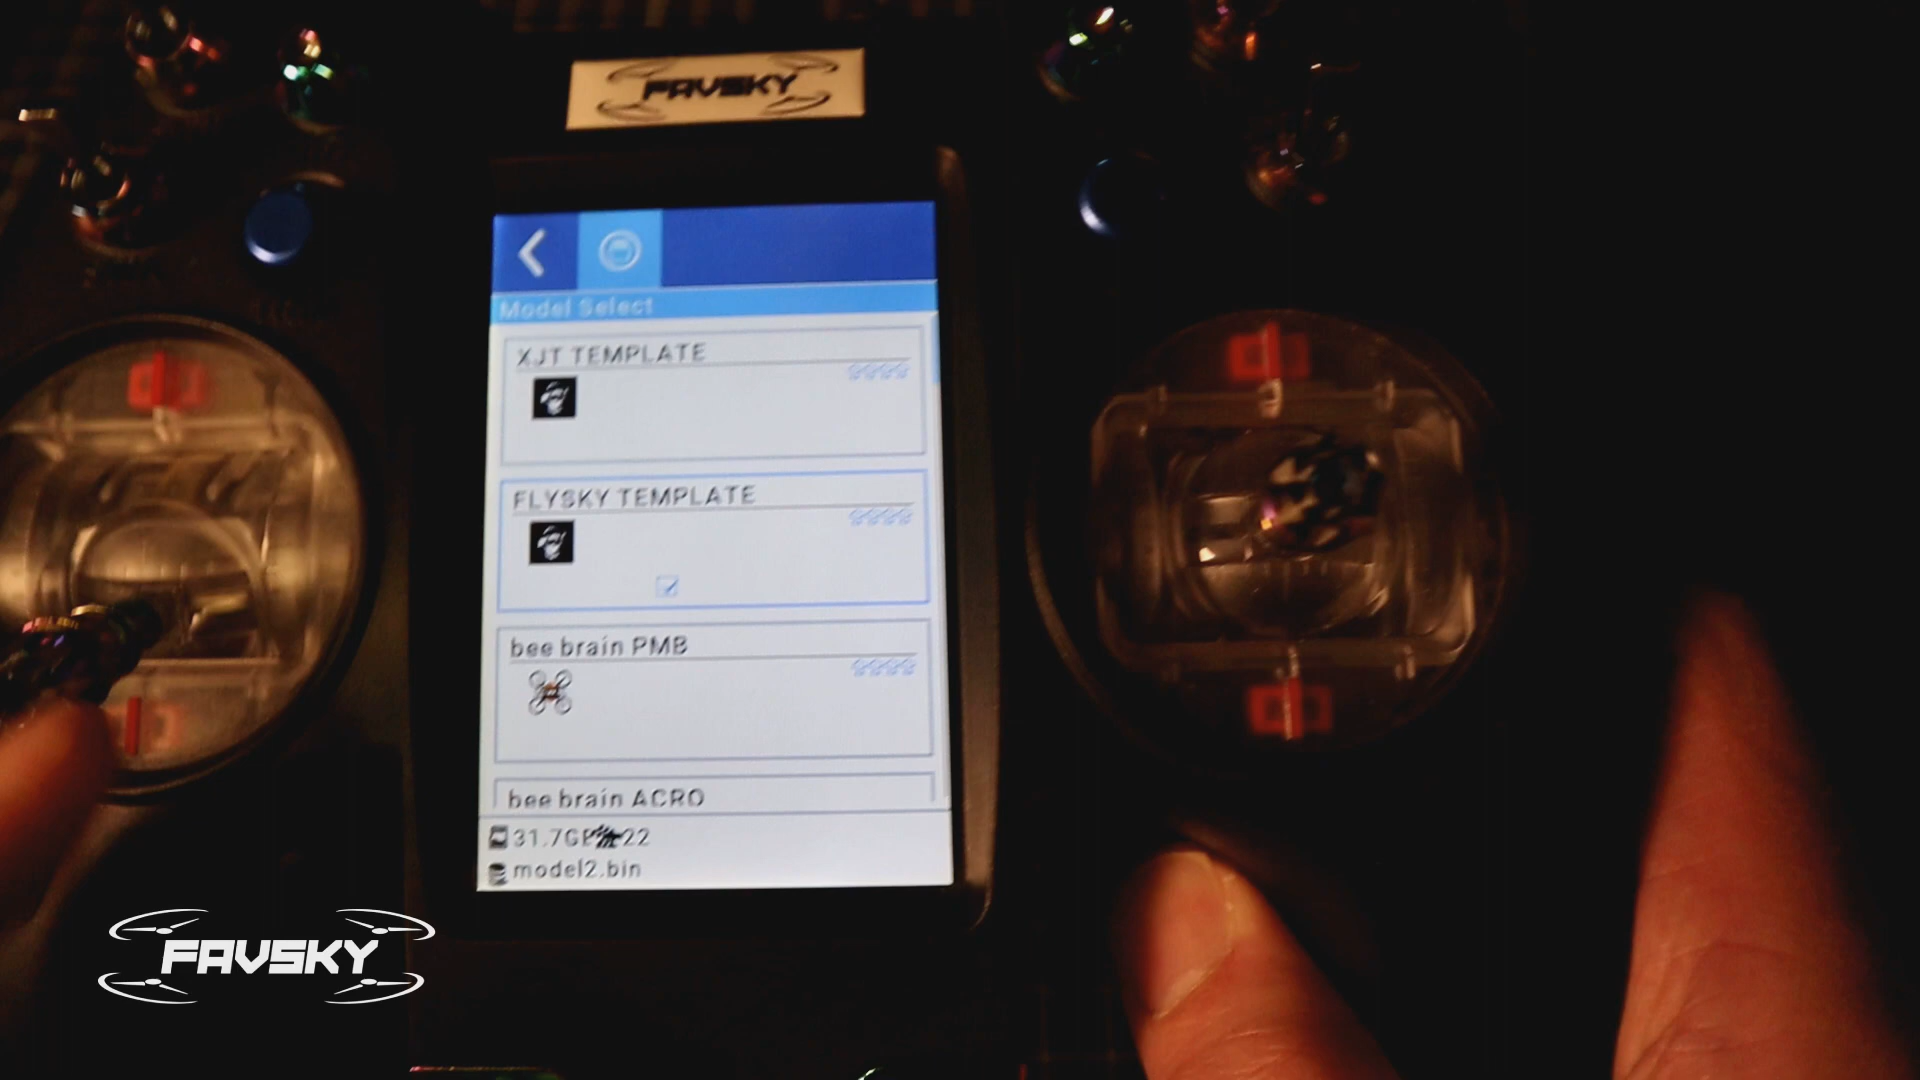 FAVSKY
Model Select
XJT TEMPLATE
FLYSKY TEMPLATE
bee brain PMB
bee brain ACRO
model2.bin
FAVSKY